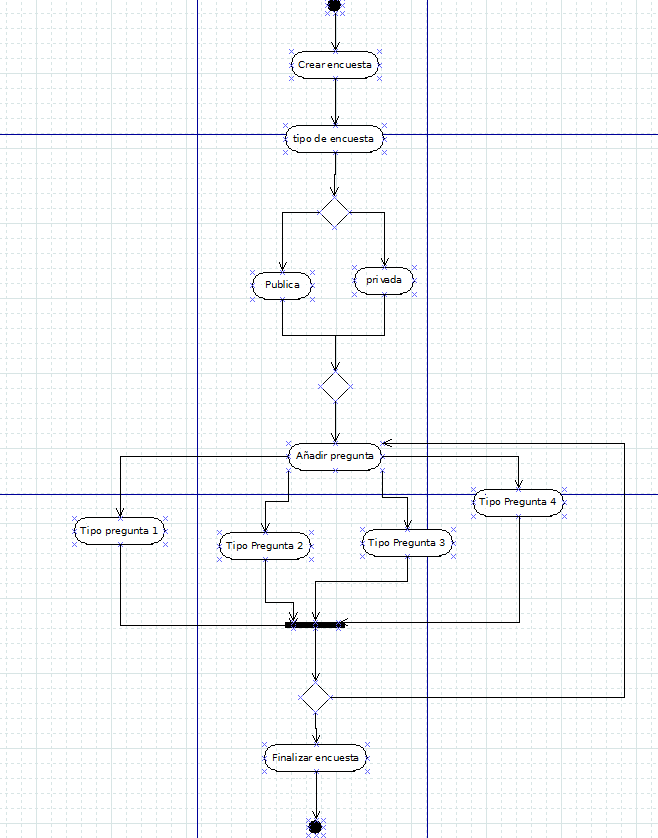 Crear encuesta
tipo de encuesta
Publica
privada
Añadir pregunta
Tipo pregunta 1
Tipo Pregunta 2
Tipo Pregunta 3
Tipo Pregunta 4
Finalizar encuesta